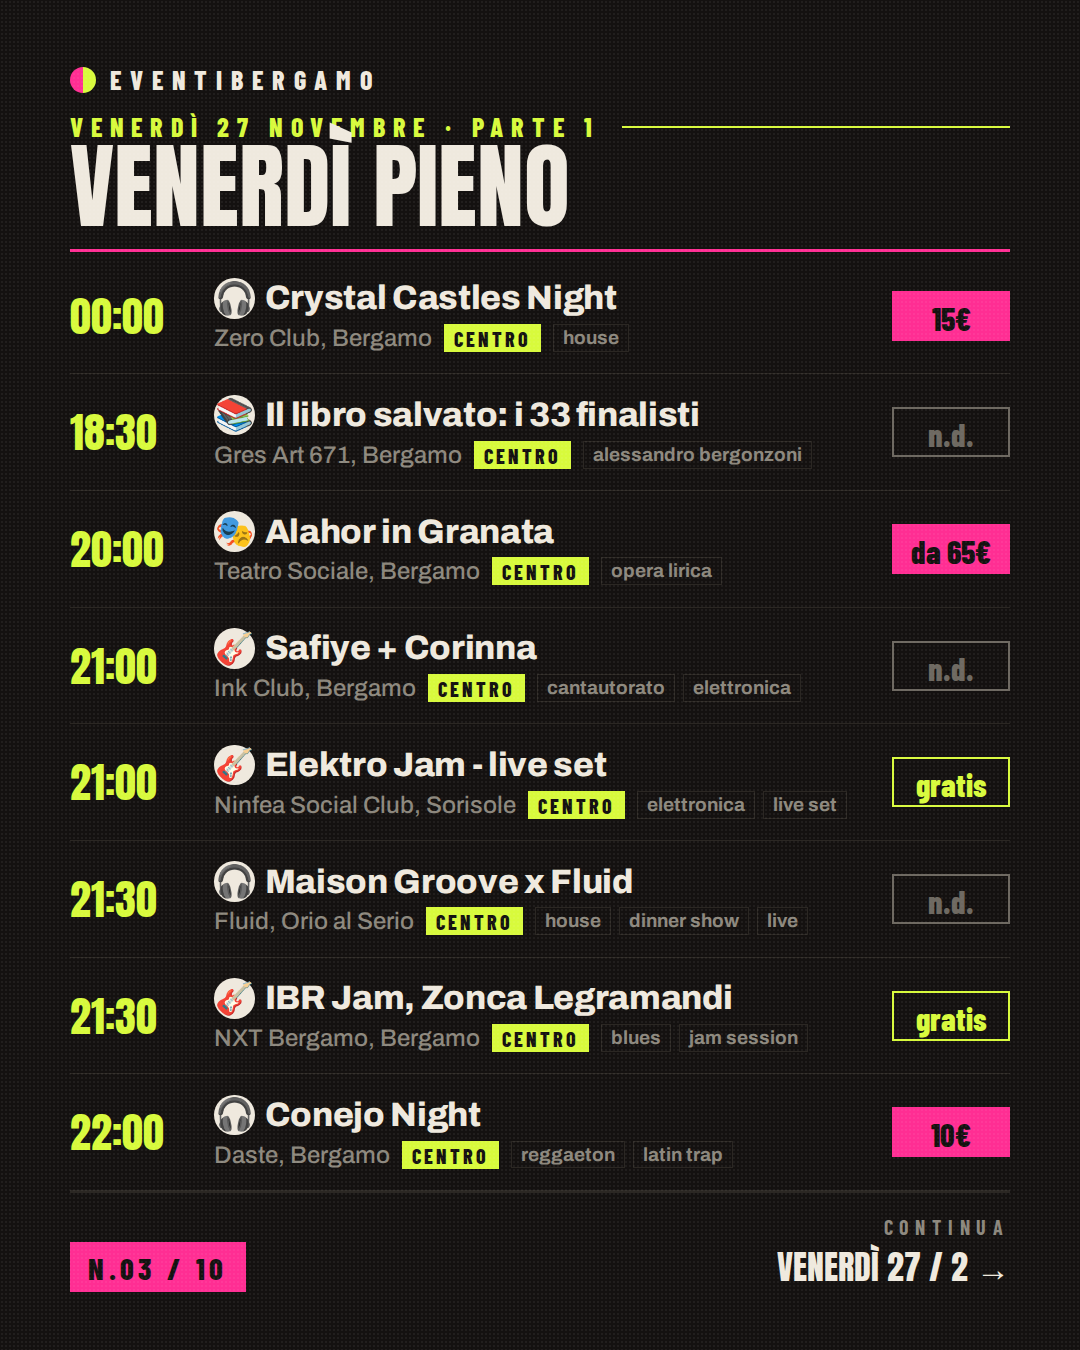 EVENTIBERGAMO
VENERDÌ 27 NOVEMBRE · PARTE 1
VENERDÌ PIENO
00:00
Crystal Castles Night
Zero Club, Bergamo CENTRO house
15€
18:30
Il libro salvato: i 33 finalisti
Gres Art 671, Bergamo CENTRO alessandro bergonzoni
n.d.
20:00
Alahor in Granata
Teatro Sociale, Bergamo CENTRO opera lirica
da 65€
21:00
Safiye + Corinna
Ink Club, Bergamo CENTRO cantautorato elettronica
n.d.
21:00
Elektro Jam - live set
Ninfea Social Club, Sorisole CENTRO elettronica live set
gratis
21:30
Maison Groove x Fluid
Fluid, Orio al Serio CENTRO house dinner show live
n.d.
21:30
IBR Jam, Zonca Legramandi
NXT Bergamo, Bergamo CENTRO blues jam session
gratis
22:00
Conejo Night
Daste, Bergamo CENTRO reggaeton latin trap
10€
N.03 / 10
CONTINUA
VENERDÌ 27 / 2 →